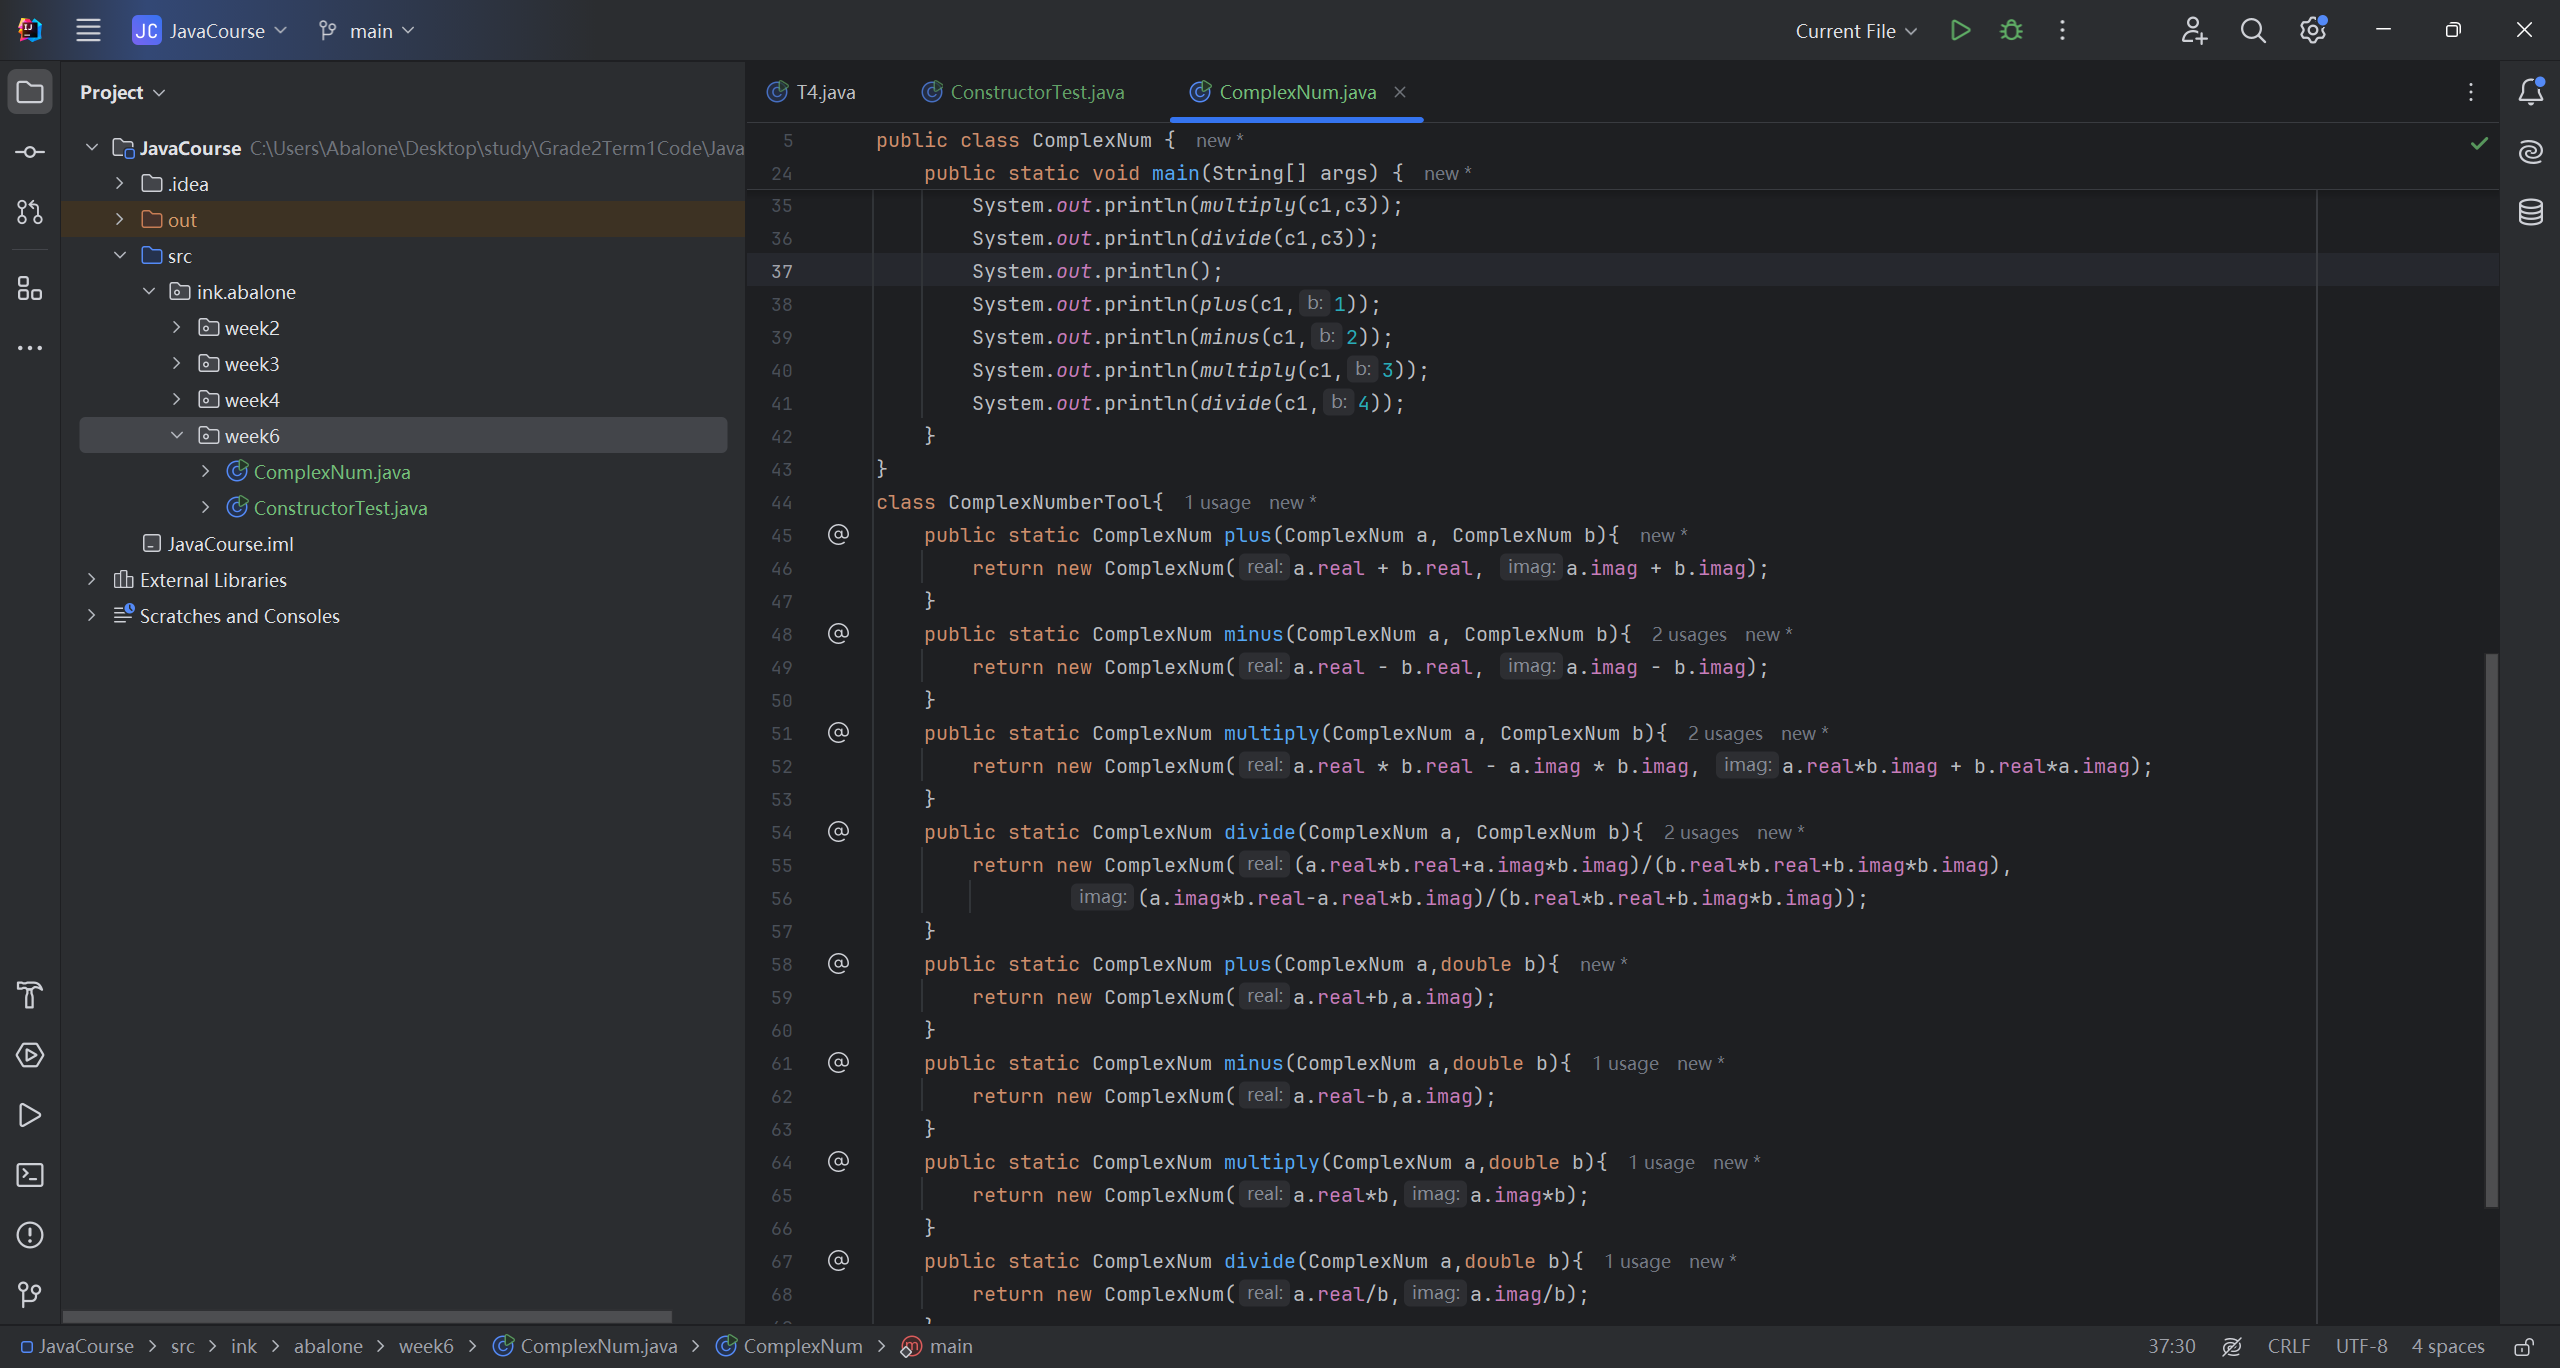 JC JavaCourse main Current File
Project
JavaCourse C:\Users\Abalone\Desktop\study\Grade2Term1Code\Java
.idea
out
src
ink.abalone
week2
week3
week4
week6
ComplexNum.java
ConstructorTest.java
JavaCourse.iml
External Libraries
Scratches and Consoles
T4.java ConstructorTest.java ComplexNum.java
5 public class ComplexNum { new *
24 public static void main(String[] args) { new *
35 System.out.println(multiply(c1,c3));
36 System.out.println(divide(c1,c3));
37 System.out.println();
38 System.out.println(plus(c1, b: 1));
39 System.out.println(minus(c1, b: 2));
40 System.out.println(multiply(c1, b: 3));
41 System.out.println(divide(c1, b: 4));
42 }
43 }
44 class ComplexNumberTool{ 1 usage new *
45 @ public static ComplexNum plus(ComplexNum a, ComplexNum b){ new *
46 return new ComplexNum( real: a.real + b.real, imag: a.imag + b.imag);
47 }
48 @ public static ComplexNum minus(ComplexNum a, ComplexNum b){ 2 usages new *
49 return new ComplexNum( real: a.real - b.real, imag: a.imag - b.imag);
50 }
51 @ public static ComplexNum multiply(ComplexNum a, ComplexNum b){ 2 usages new *
52 return new ComplexNum( real: a.real * b.real - a.imag * b.imag, imag: a.real*b.imag + b.real*a.imag);
53 }
54 @ public static ComplexNum divide(ComplexNum a, ComplexNum b){ 2 usages new *
55 return new ComplexNum( real: (a.real*b.real+a.imag*b.imag)/(b.real*b.real+b.imag*b.imag),
56 imag: (a.imag*b.real-a.real*b.imag)/(b.real*b.real+b.imag*b.imag));
57 }
58 @ public static ComplexNum plus(ComplexNum a,double b){ new *
59 return new ComplexNum( real: a.real+b,a.imag);
60 }
61 @ public static ComplexNum minus(ComplexNum a,double b){ 1 usage new *
62 return new ComplexNum( real: a.real-b,a.imag);
63 }
64 @ public static ComplexNum multiply(ComplexNum a,double b){ 1 usage new *
65 return new ComplexNum( real: a.real*b, imag: a.imag*b);
66 }
67 @ public static ComplexNum divide(ComplexNum a,double b){ 1 usage new *
68 return new ComplexNum( real: a.real/b, imag: a.imag/b);
JavaCourse > src > ink > abalone > week6 > ComplexNum.java > ComplexNum > main 37:30 CRLF UTF-8 4 spaces